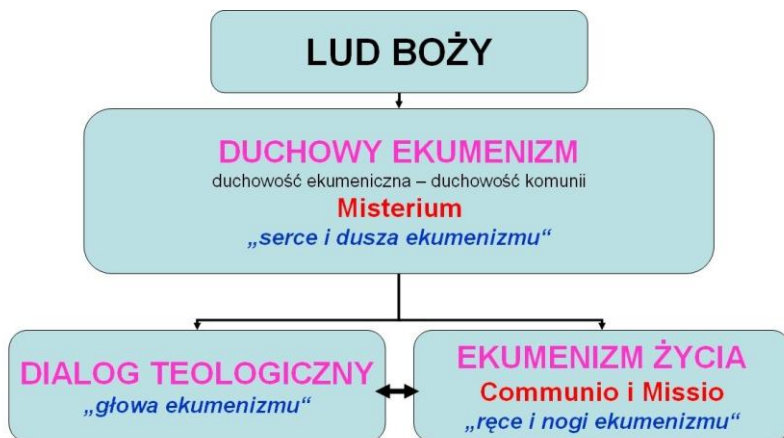 LUD BOŻY
DUCHOWY EKUMENIZM
duchowość ekumeniczna – duchowość komunii
Misterium
„serce i dusza ekumenizmu“
DIALOG TEOLOGICZNY
„głowa ekumenizmu“
EKUMENIZM ŻYCIA
Communio i Missio
„ręce i nogi ekumenizmu“